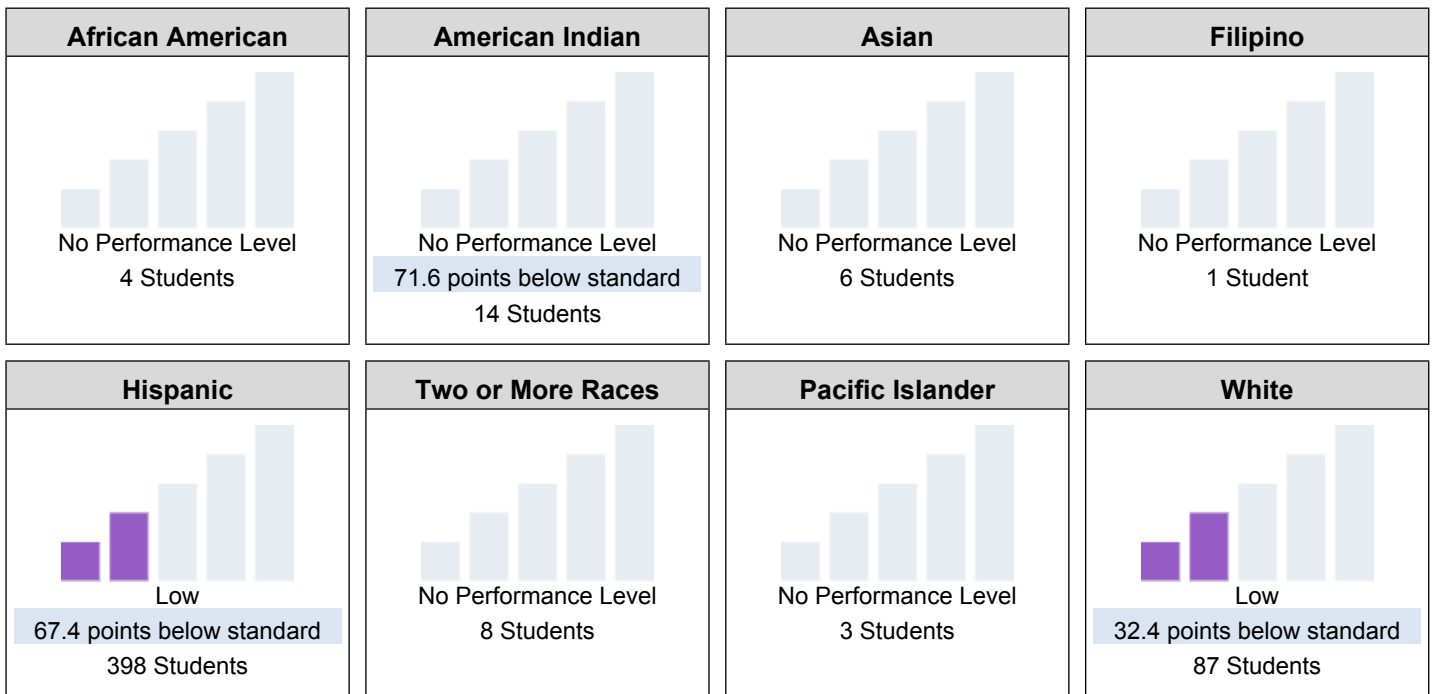 African American
No Performance Level
4 Students
American Indian
No Performance Level
71.6 points below standard
14 Students
Asian
No Performance Level
6 Students
Filipino
No Performance Level
1 Student
Hispanic
Low
67.4 points below standard
398 Students
Two or More Races
No Performance Level
8 Students
Pacific Islander
No Performance Level
3 Students
White
Low
32.4 points below standard
87 Students